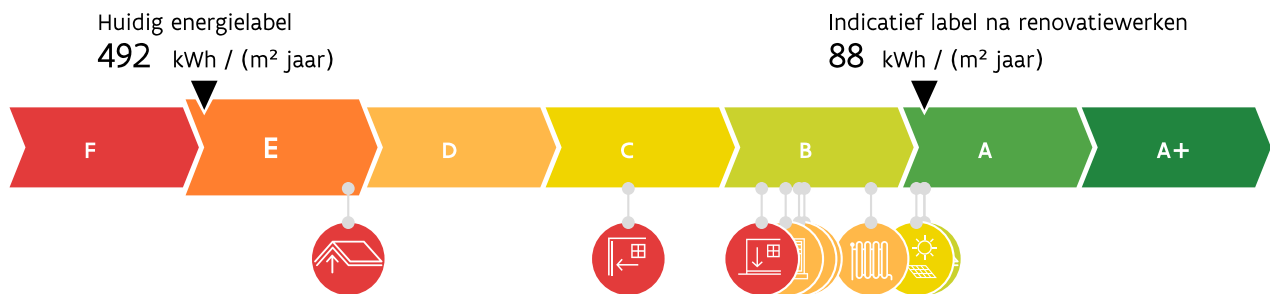 Huidig energielabel
492 kWh / (m² jaar)
Indicatief label na renovatiewerken
88 kWh / (m² jaar)
F E D C B A A+